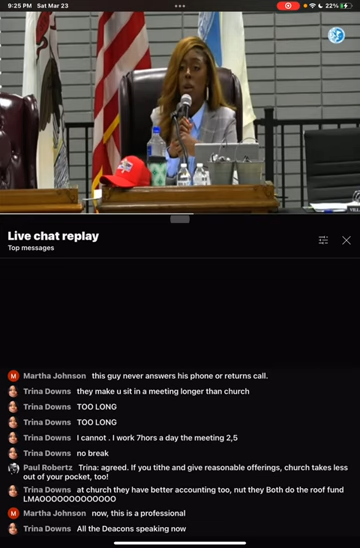 9:25 PM Sat Mar 23
22%
Live chat replay
Top messages
Martha Johnson this guy never answers his phone or returns call.
Trina Downs they make u sit in a meeting longer than church
Trina Downs TOO LONG
Trina Downs TOO LONG
Trina Downs I cannot . I work 7hors a day the meeting 2,5
Trina Downs no break
Paul Robertz Trina: agreed. If you tithe and give reasonable offerings, church takes less
out of your pocket, too!
Trina Downs at church they have better accounting too, nut they Both do the roof fund
LMAOOOOOOOOOOOOO
M Martha Johnson now, this is a professional
Trina Downs All the Deacons speaking now